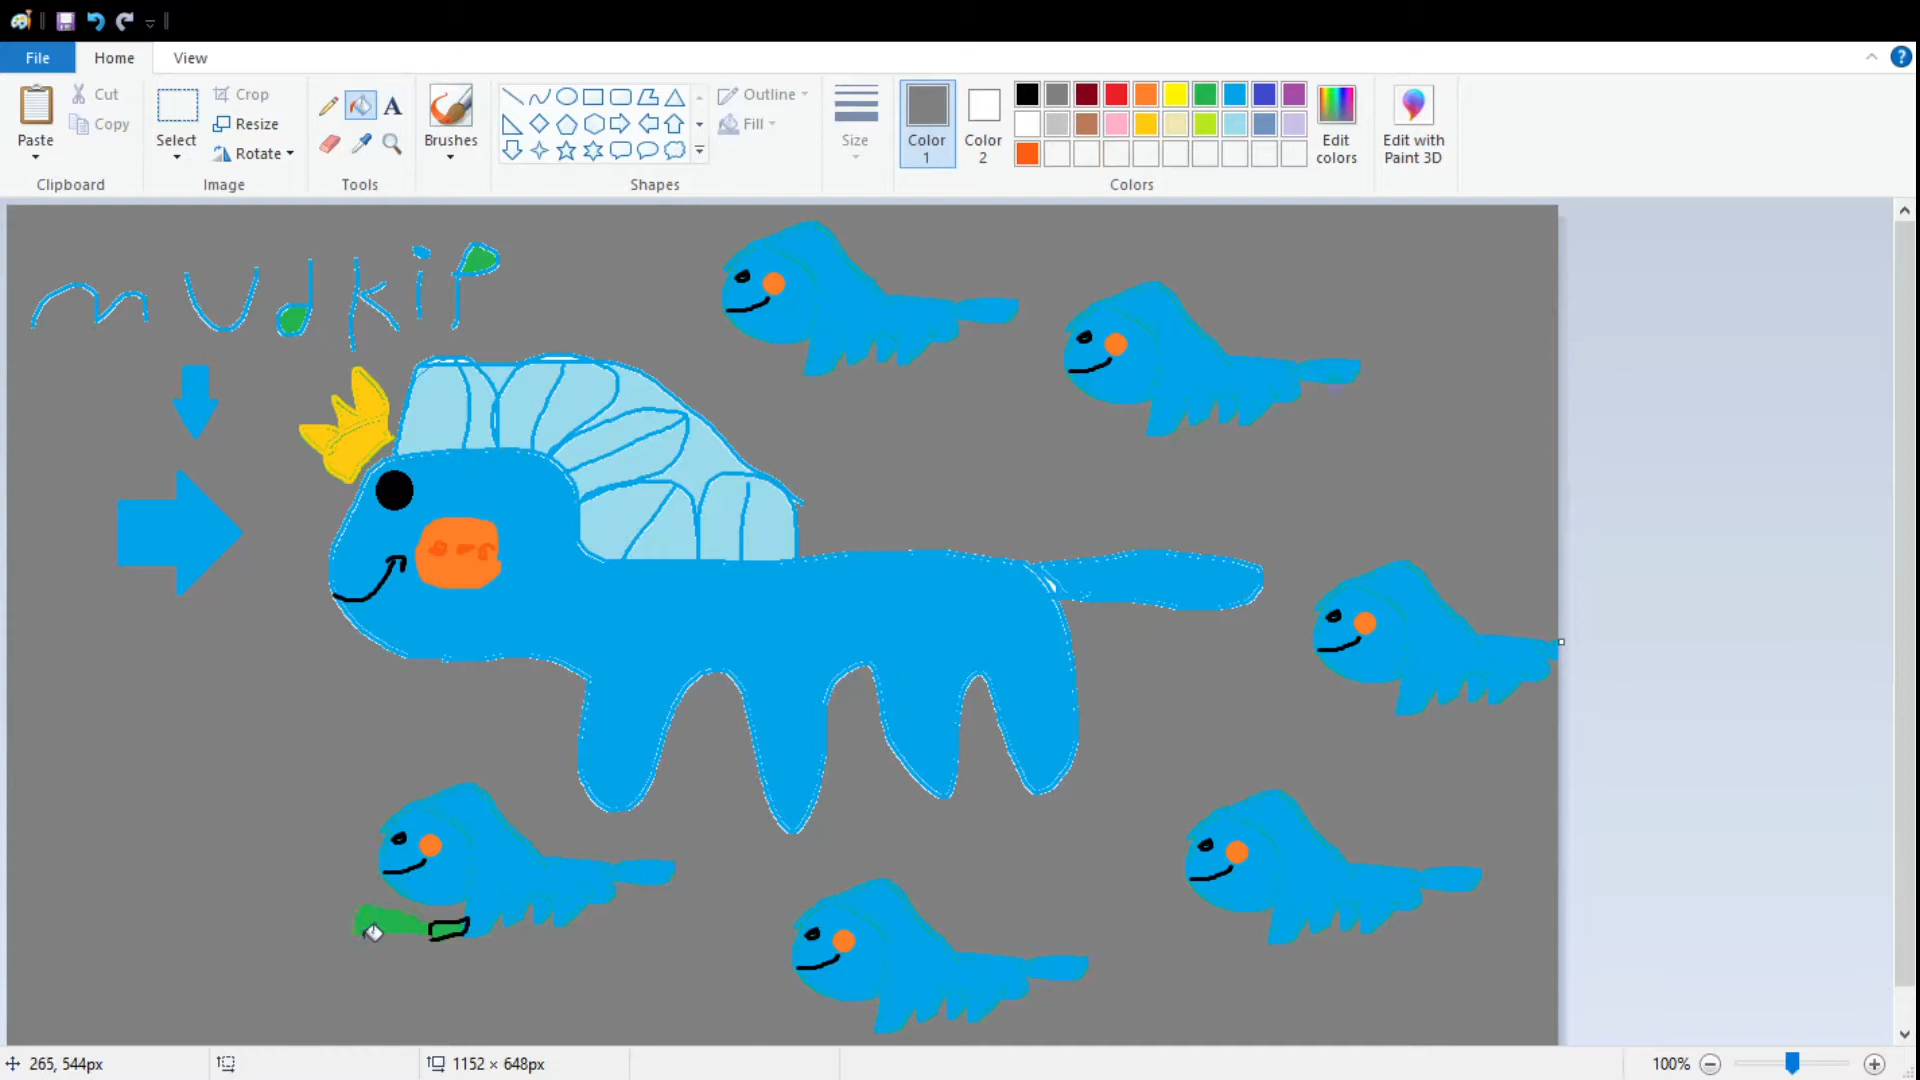 File Home View
Paste
Cut
Copy
Clipboard
Select
Crop
Resize
Rotate
Image
A
Tools
Brushes
Outline
Fill
Shapes
Size
Color 1
Color 2
Edit colors
Colors
Edit with Paint 3D
mudkip
265, 544px
1152 × 648px
100%